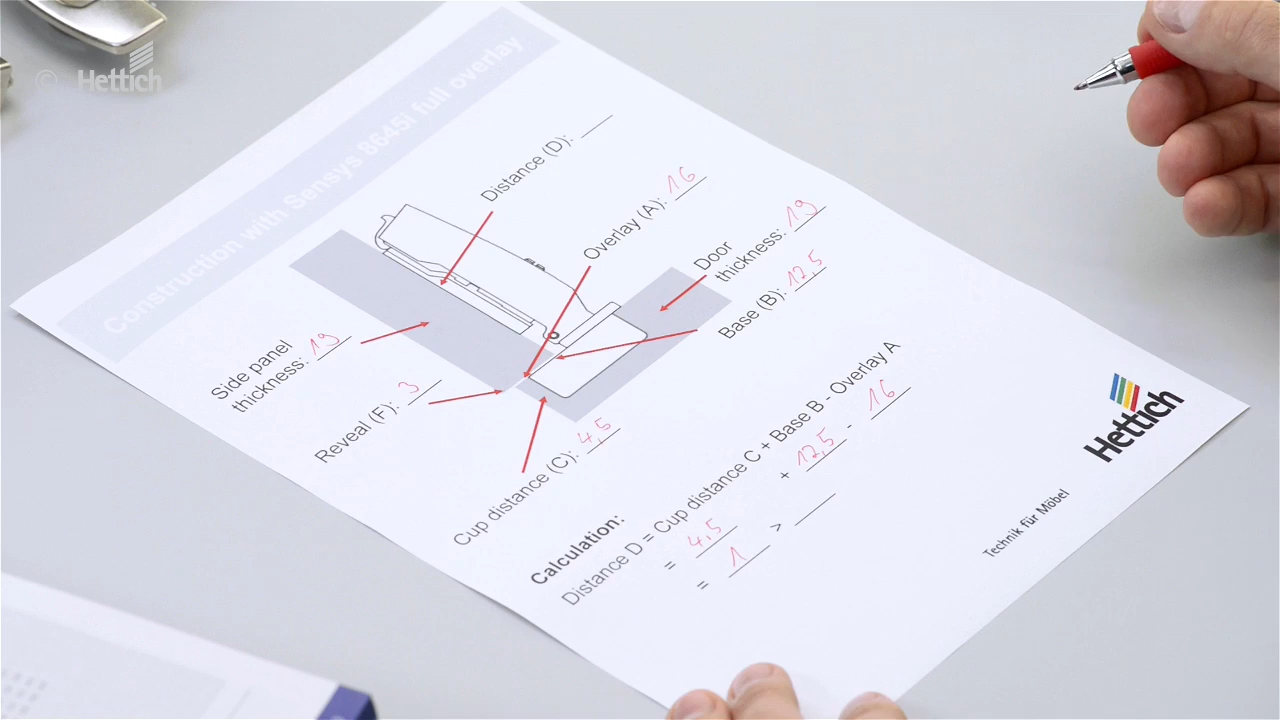 © Hettich
Construction with Sensys 8645i full overlay
Distance (D):
Overlay (A): 16
Door
thickness: 19
Base (B): 12,5
Side panel
thickness: 19
Reveal (F): 3
Cup distance (C): 4,5
Calculation:
Distance D = Cup distance C + Base B - Overlay A
= 4,5 + 12,5 - 16
= 1 >
Hettich
Technik für Möbel